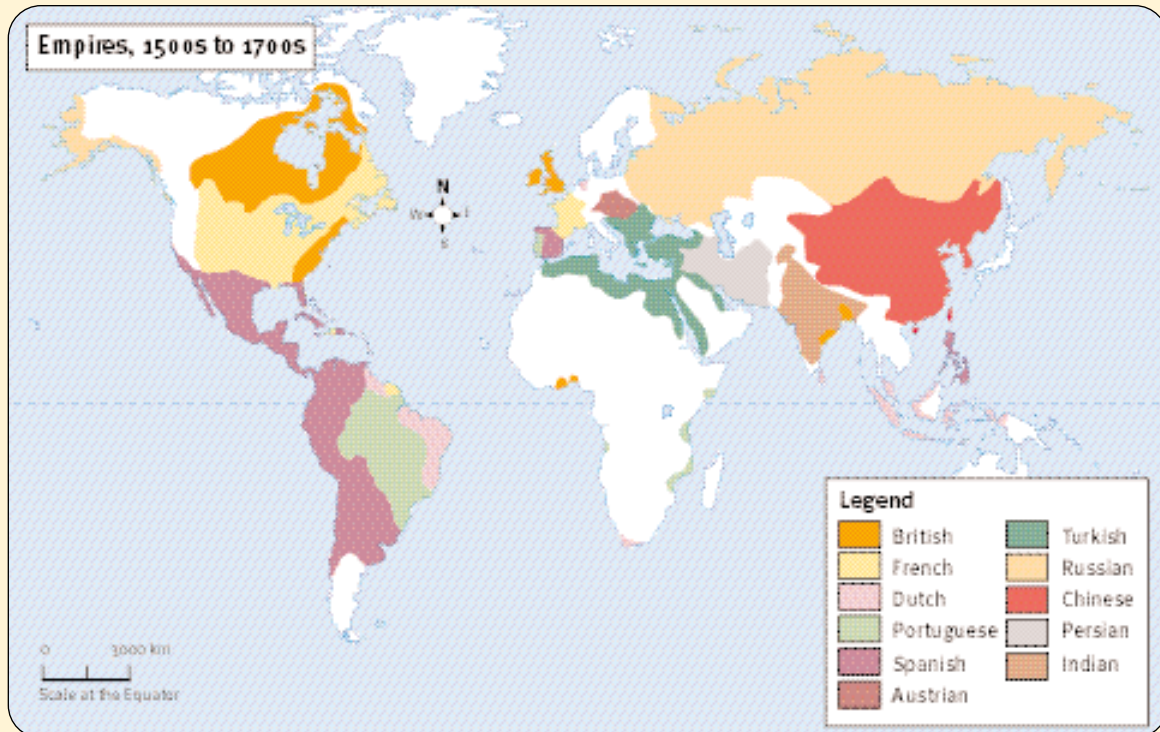 Empires, 1500s to 1700s
N
W
E
S
Legend
British
French
Dutch
Portuguese
Spanish
Austrian
Turkish
Russian
Chinese
Persian
Indian
0 3000 km
Scale at the Equator